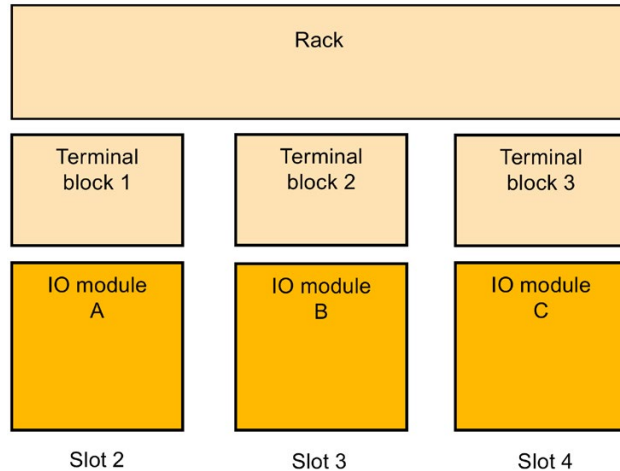 Rack
Terminal
block 1
Terminal
block 2
Terminal
block 3
IO module
A
IO module
B
IO module
C
Slot 2
Slot 3
Slot 4